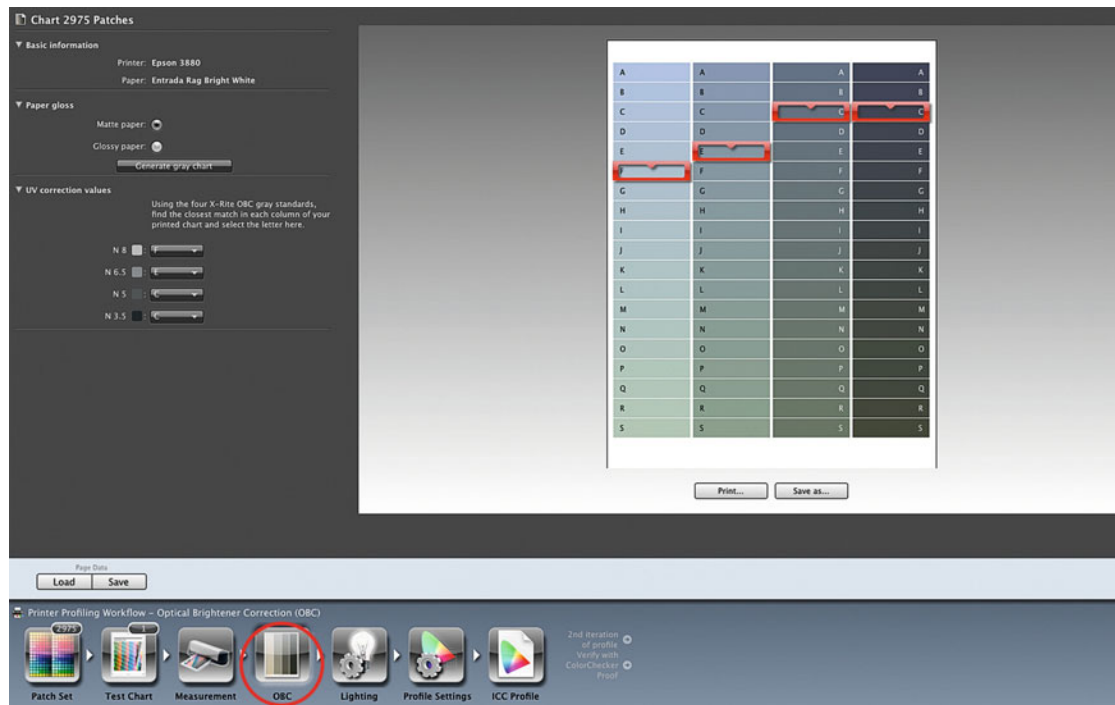 Chart 2975 Patches
Basic information
Printer: Epson 3880
Paper: Entrada Rag Bright White
Paper gloss
Matte paper:
Glossy paper:
Generate gray chart
UV correction values
Using the four X-Rite OBC gray standards,
find the closest match in each column of your
printed chart and select the letter here.
N 8 : F
N 6.5 : E
N 5 : C
N 3.5 : C
A A A A
B B B B
C C C C
D D D D
E E E E
F F F F
G G G G
H H H H
I I I I
J J J J
K K K K
L L L L
M M M M
N N N N
O O O O
P P P P
Q Q Q Q
R R R R
S S S S
Print... Save as...
Page Data
Load Save
Printer Profiling Workflow – Optical Brightener Correction (OBC)
2975 1
2nd iteration
of profile
Verify with
ColorChecker
Proof
Patch Set Test Chart Measurement OBC Lighting Profile Settings ICC Profile